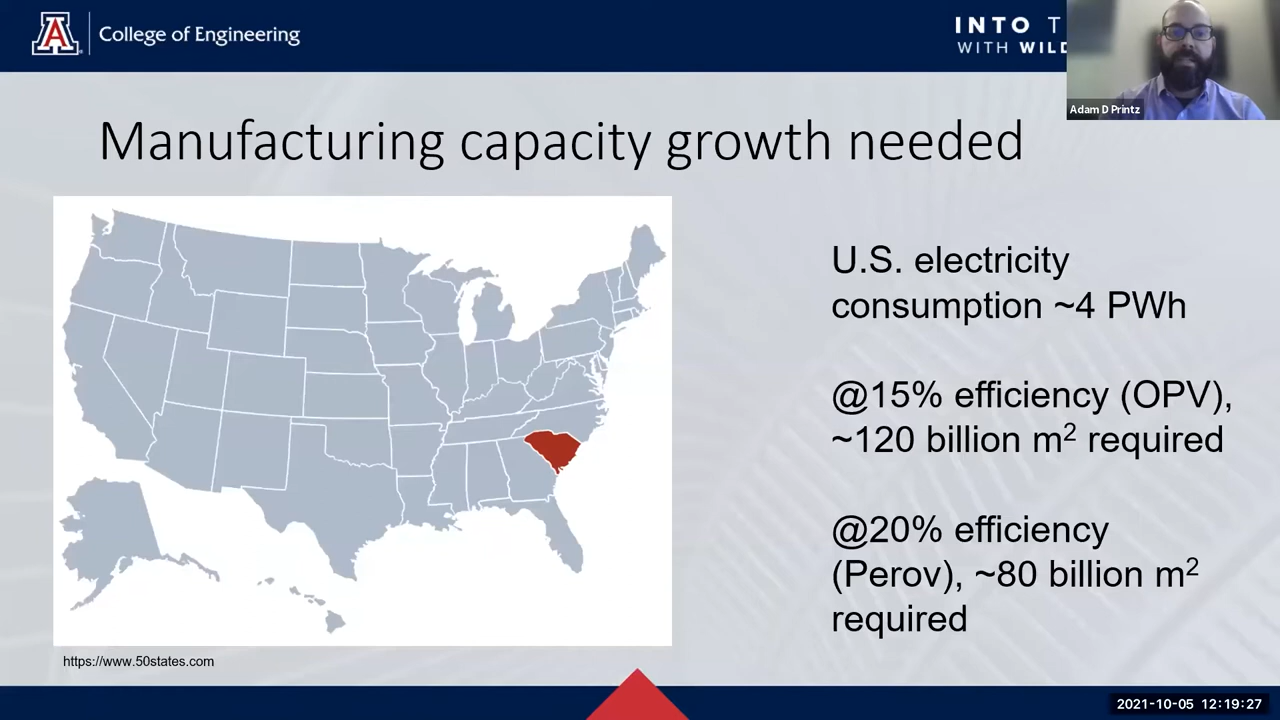 A
College of Engineering
INTO T
WITH WILD
Adam D Printz
Manufacturing capacity growth needed
U.S. electricity
consumption ~4 PWh
@15% efficiency (OPV),
~120 billion m² required
@20% efficiency
(Perov), ~80 billion m²
required
https://www.50states.com
2021-10-05 12:19:27